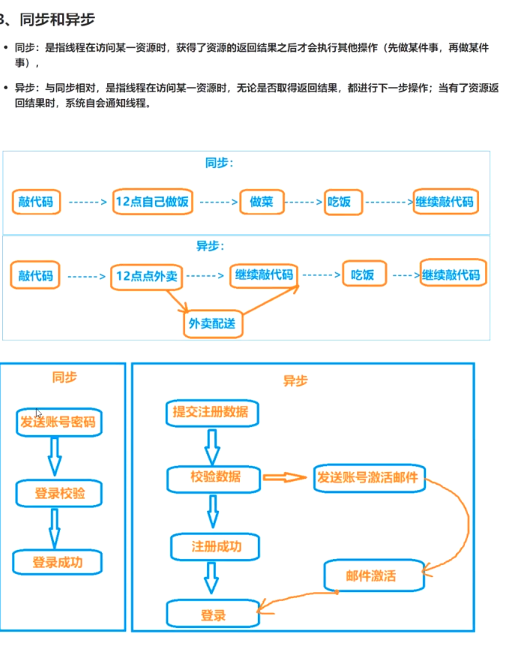 3、同步和异步
• 同步：是指线程在访问某一资源时，获得了资源的返回结果之后才会执行其他操作（先做某件事，再做某件
事），
• 异步：与同步相对，是指线程在访问某一资源时，无论是否取得返回结果，都进行下一步操作；当有了资源返
回结果时，系统自会通知线程。
同步：
敲代码 ------> 12点自己做饭 ------> 做菜 ------> 吃饭 --------> 继续敲代码
异步：
敲代码 ------> 12点点外卖 ------> 继续敲代码 ------> 吃饭 ----> 继续敲代码
外卖配送
同步
发送账号密码
登录校验
登录成功
异步
提交注册数据
校验数据
发送账号激活邮件
注册成功
邮件激活
登录